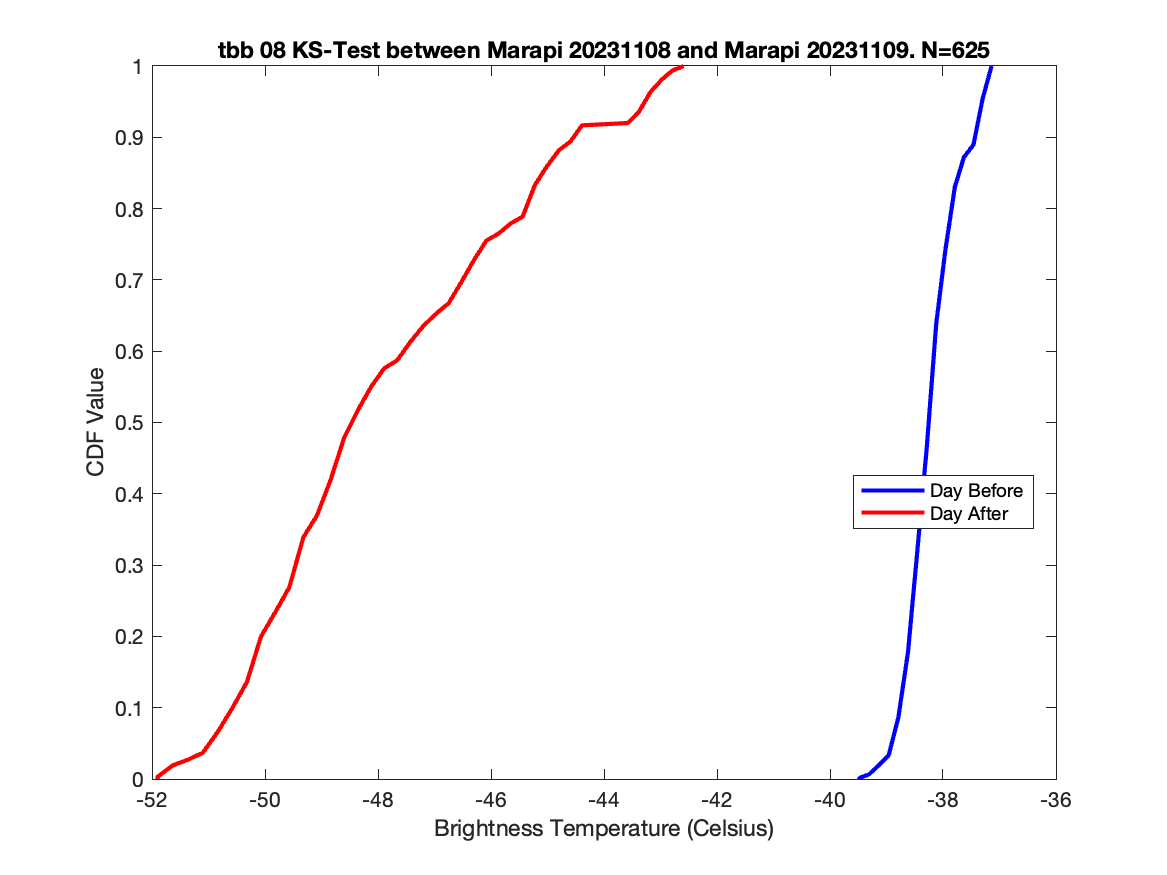 tbb 08 KS-Test between Marapi 20231108 and Marapi 20231109. N=625
1
0.9
0.8
0.7
0.6
0.5
0.4
0.3
0.2
0.1
0
CDF Value
Day Before
Day After
-52 -50 -48 -46 -44 -42 -40 -38 -36
Brightness Temperature (Celsius)